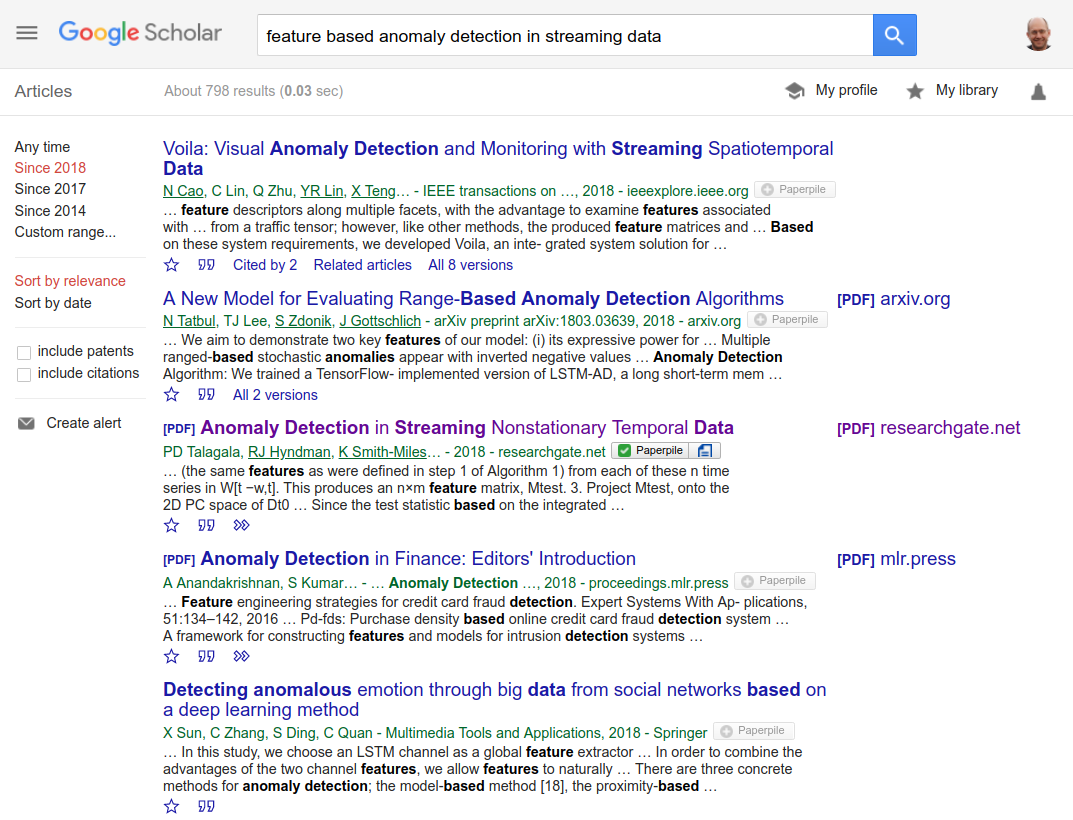 Google Scholar
feature based anomaly detection in streaming data
Articles
About 798 results (0.03 sec)
My profile
My library
Any time
Since 2018
Since 2017
Since 2014
Custom range...
Sort by relevance
Sort by date
include patents
include citations
Create alert
Voila: Visual Anomaly Detection and Monitoring with Streaming Spatiotemporal
Data
N Cao, C Lin, Q Zhu, YR Lin, X Teng… - IEEE transactions on …, 2018 - ieeexplore.ieee.org Paperpile
… feature descriptors along multiple facets, with the advantage to examine features associated
with … from a traffic tensor; however, like other methods, the produced feature matrices and … Based
on these system requirements, we developed Voila, an inte- grated system solution for …
Cited by 2 Related articles All 8 versions
A New Model for Evaluating Range-Based Anomaly Detection Algorithms
[PDF] arxiv.org
N Tatbul, TJ Lee, S Zdonik, J Gottschlich - arXiv preprint arXiv:1803.03639, 2018 - arxiv.org Paperpile
… We aim to demonstrate two key features of our model: (i) its expressive power for … Multiple
ranged-based stochastic anomalies appear with inverted negative values … Anomaly Detection
Algorithm: We trained a TensorFlow- implemented version of LSTM-AD, a long short-term mem …
All 2 versions
[PDF] Anomaly Detection in Streaming Nonstationary Temporal Data
[PDF] researchgate.net
PD Talagala, RJ Hyndman, K Smith-Miles… - 2018 - researchgate.net Paperpile
… (the same features as were defined in step 1 of Algorithm 1) from each of these n time
series in W[t −w,t]. This produces an n×m feature matrix, Mtest. 3. Project Mtest, onto the
2D PC space of Dt0 … Since the test statistic based on the integrated …
[PDF] Anomaly Detection in Finance: Editors' Introduction
[PDF] mlr.press
A Anandakrishnan, S Kumar… - … Anomaly Detection …, 2018 - proceedings.mlr.press Paperpile
… Feature engineering strategies for credit card fraud detection. Expert Systems With Ap- plications,
51:134–142, 2016 … Pd-fds: Purchase density based online credit card fraud detection system …
A framework for constructing features and models for intrusion detection systems …
Detecting anomalous emotion through big data from social networks based on
a deep learning method
X Sun, C Zhang, S Ding, C Quan - Multimedia Tools and Applications, 2018 - Springer Paperpile
… In this study, we choose an LSTM channel as a global feature extractor … In order to combine the
advantages of the two channel features, we allow features to naturally … There are three concrete
methods for anomaly detection; the model-based method [18], the proximity-based …